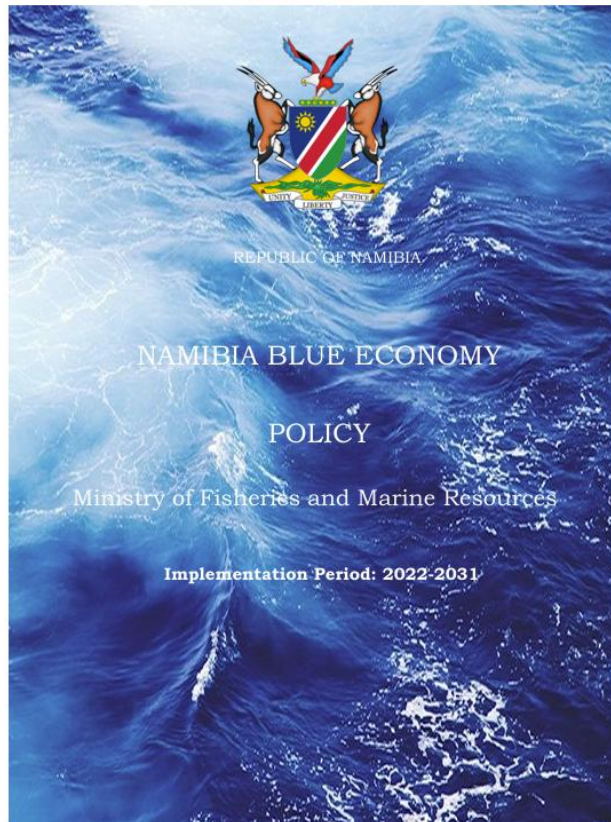 UNITY
LIBERTY
JUSTICE
REPUBLIC OF NAMIBIA
NAMIBIA BLUE ECONOMY
POLICY
Ministry of Fisheries and Marine Resources
Implementation Period: 2022-2031